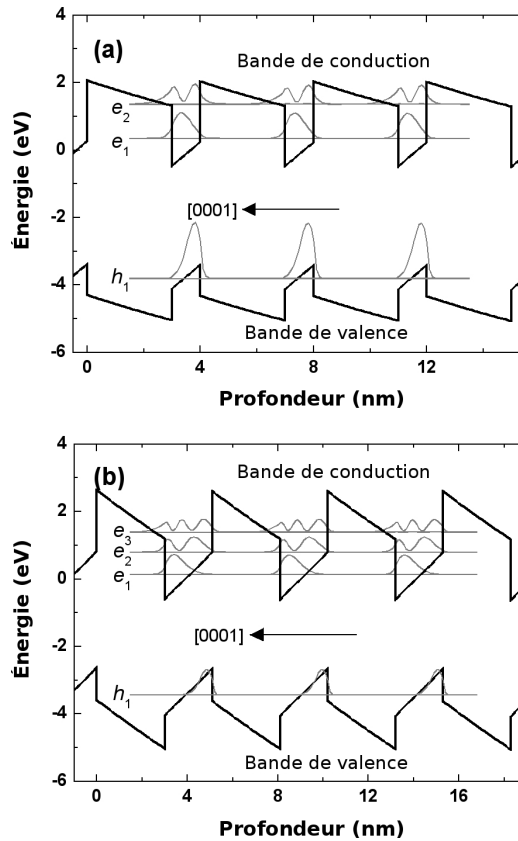 (a)
Bande de conduction
e2
e1
[0001]
h1
Bande de valence
Énergie (eV)
4
2
0
-2
-4
-6
0
4
8
12
Profondeur (nm)
(b)
Bande de conduction
e3
e2
e1
[0001]
h1
Bande de valence
Énergie (eV)
4
2
0
-2
-4
-6
0
4
8
12
16
Profondeur (nm)